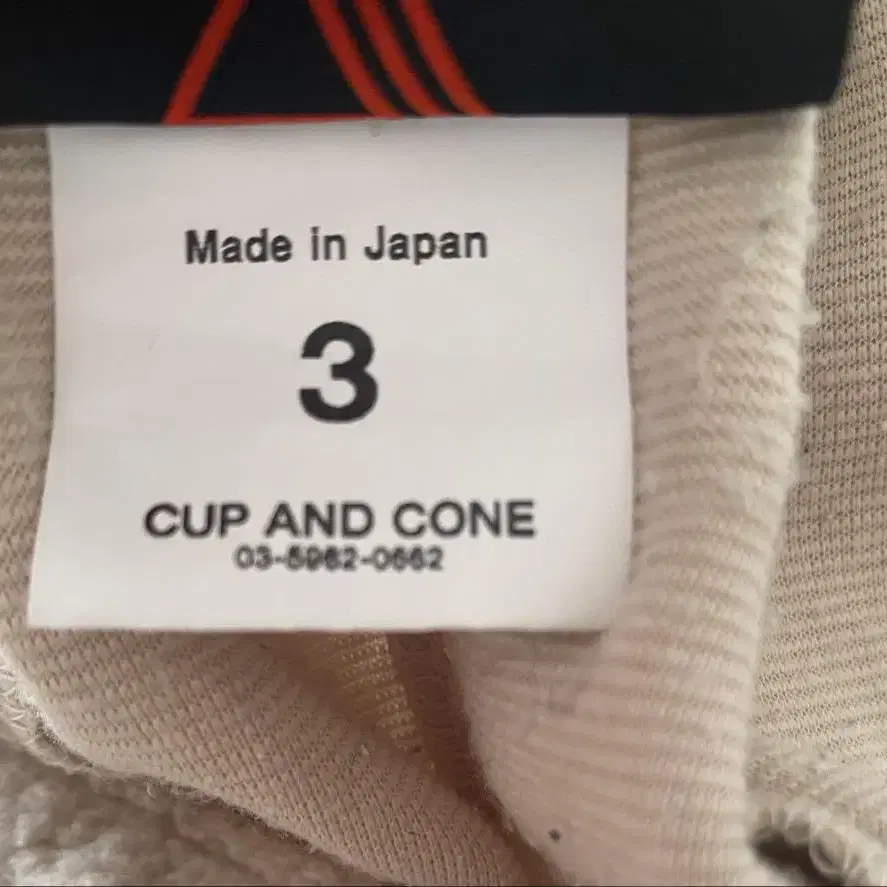 Made in Japan
3
CUP AND CONE
03-5962-0662